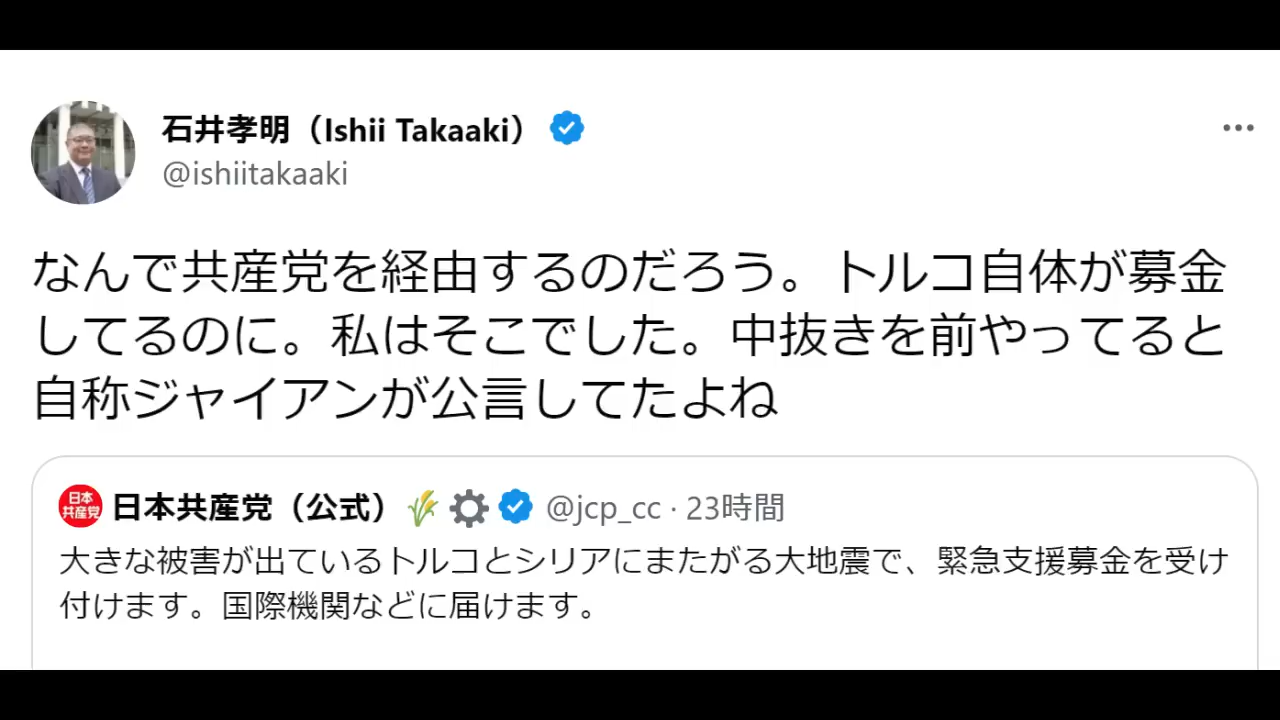 石井孝明（Ishii Takaaki）
@ishiitakaaki
なんで共産党を経由するのだろう。トルコ自体が募金
してるのに。私はそこでした。中抜きを前やってると
自称ジャイアンが公言してたよね
日本
共産党
日本共産党（公式）🌾⚙ @jcp_cc · 23時間
大きな被害が出ているトルコとシリアにまたがる大地震で、緊急支援募金を受け
付けます。国際機関などに届けます。